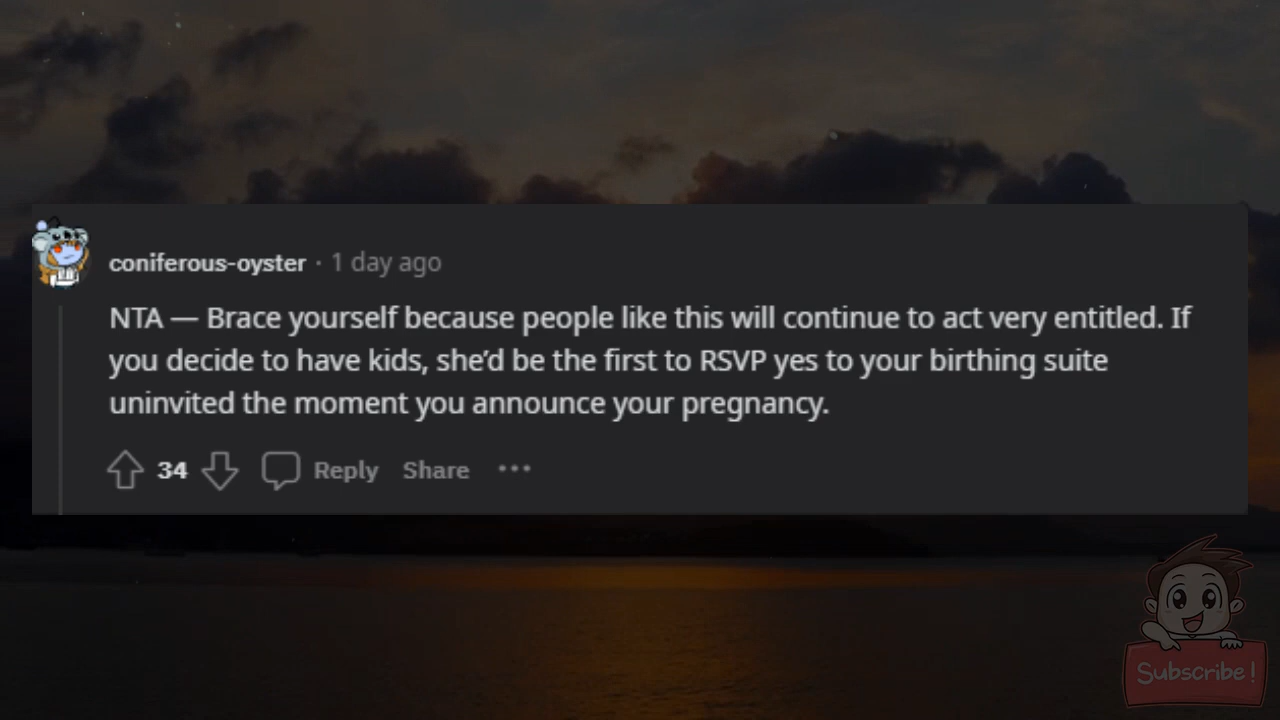 coniferous-oyster · 1 day ago
NTA — Brace yourself because people like this will continue to act very entitled. If
you decide to have kids, she’d be the first to RSVP yes to your birthing suite
uninvited the moment you announce your pregnancy.
34 Reply Share ···
Subscribe!